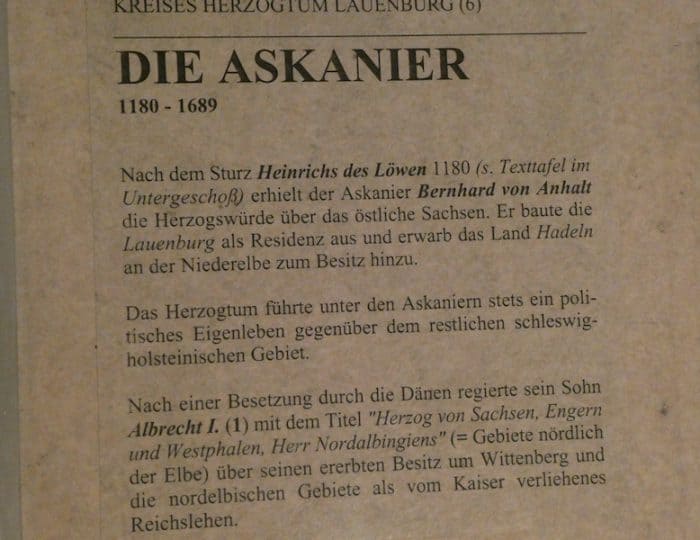 KREISES HERZOGTUM LAUENBURG (6)
DIE ASKANIER
1180 - 1689
Nach dem Sturz Heinrichs des Löwen 1180 (s. Texttafel im
Untergeschoß) erhielt der Askanier Bernhard von Anhalt
die Herzogswürde über das östliche Sachsen. Er baute die
Lauenburg als Residenz aus und erwarb das Land Hadeln
an der Niederelbe zum Besitz hinzu.
Das Herzogtum führte unter den Askaniern stets ein poli-
tisches Eigenleben gegenüber dem restlichen schleswig-
holsteinischen Gebiet.
Nach einer Besetzung durch die Dänen regierte sein Sohn
Albrecht I. (1) mit dem Titel "Herzog von Sachsen, Engern
und Westphalen, Herr Nordalbingiens" (= Gebiete nördlich
der Elbe) über seinen ererbten Besitz um Wittenberg und
die nordelbischen Gebiete als vom Kaiser verliehenes
Reichslehen.